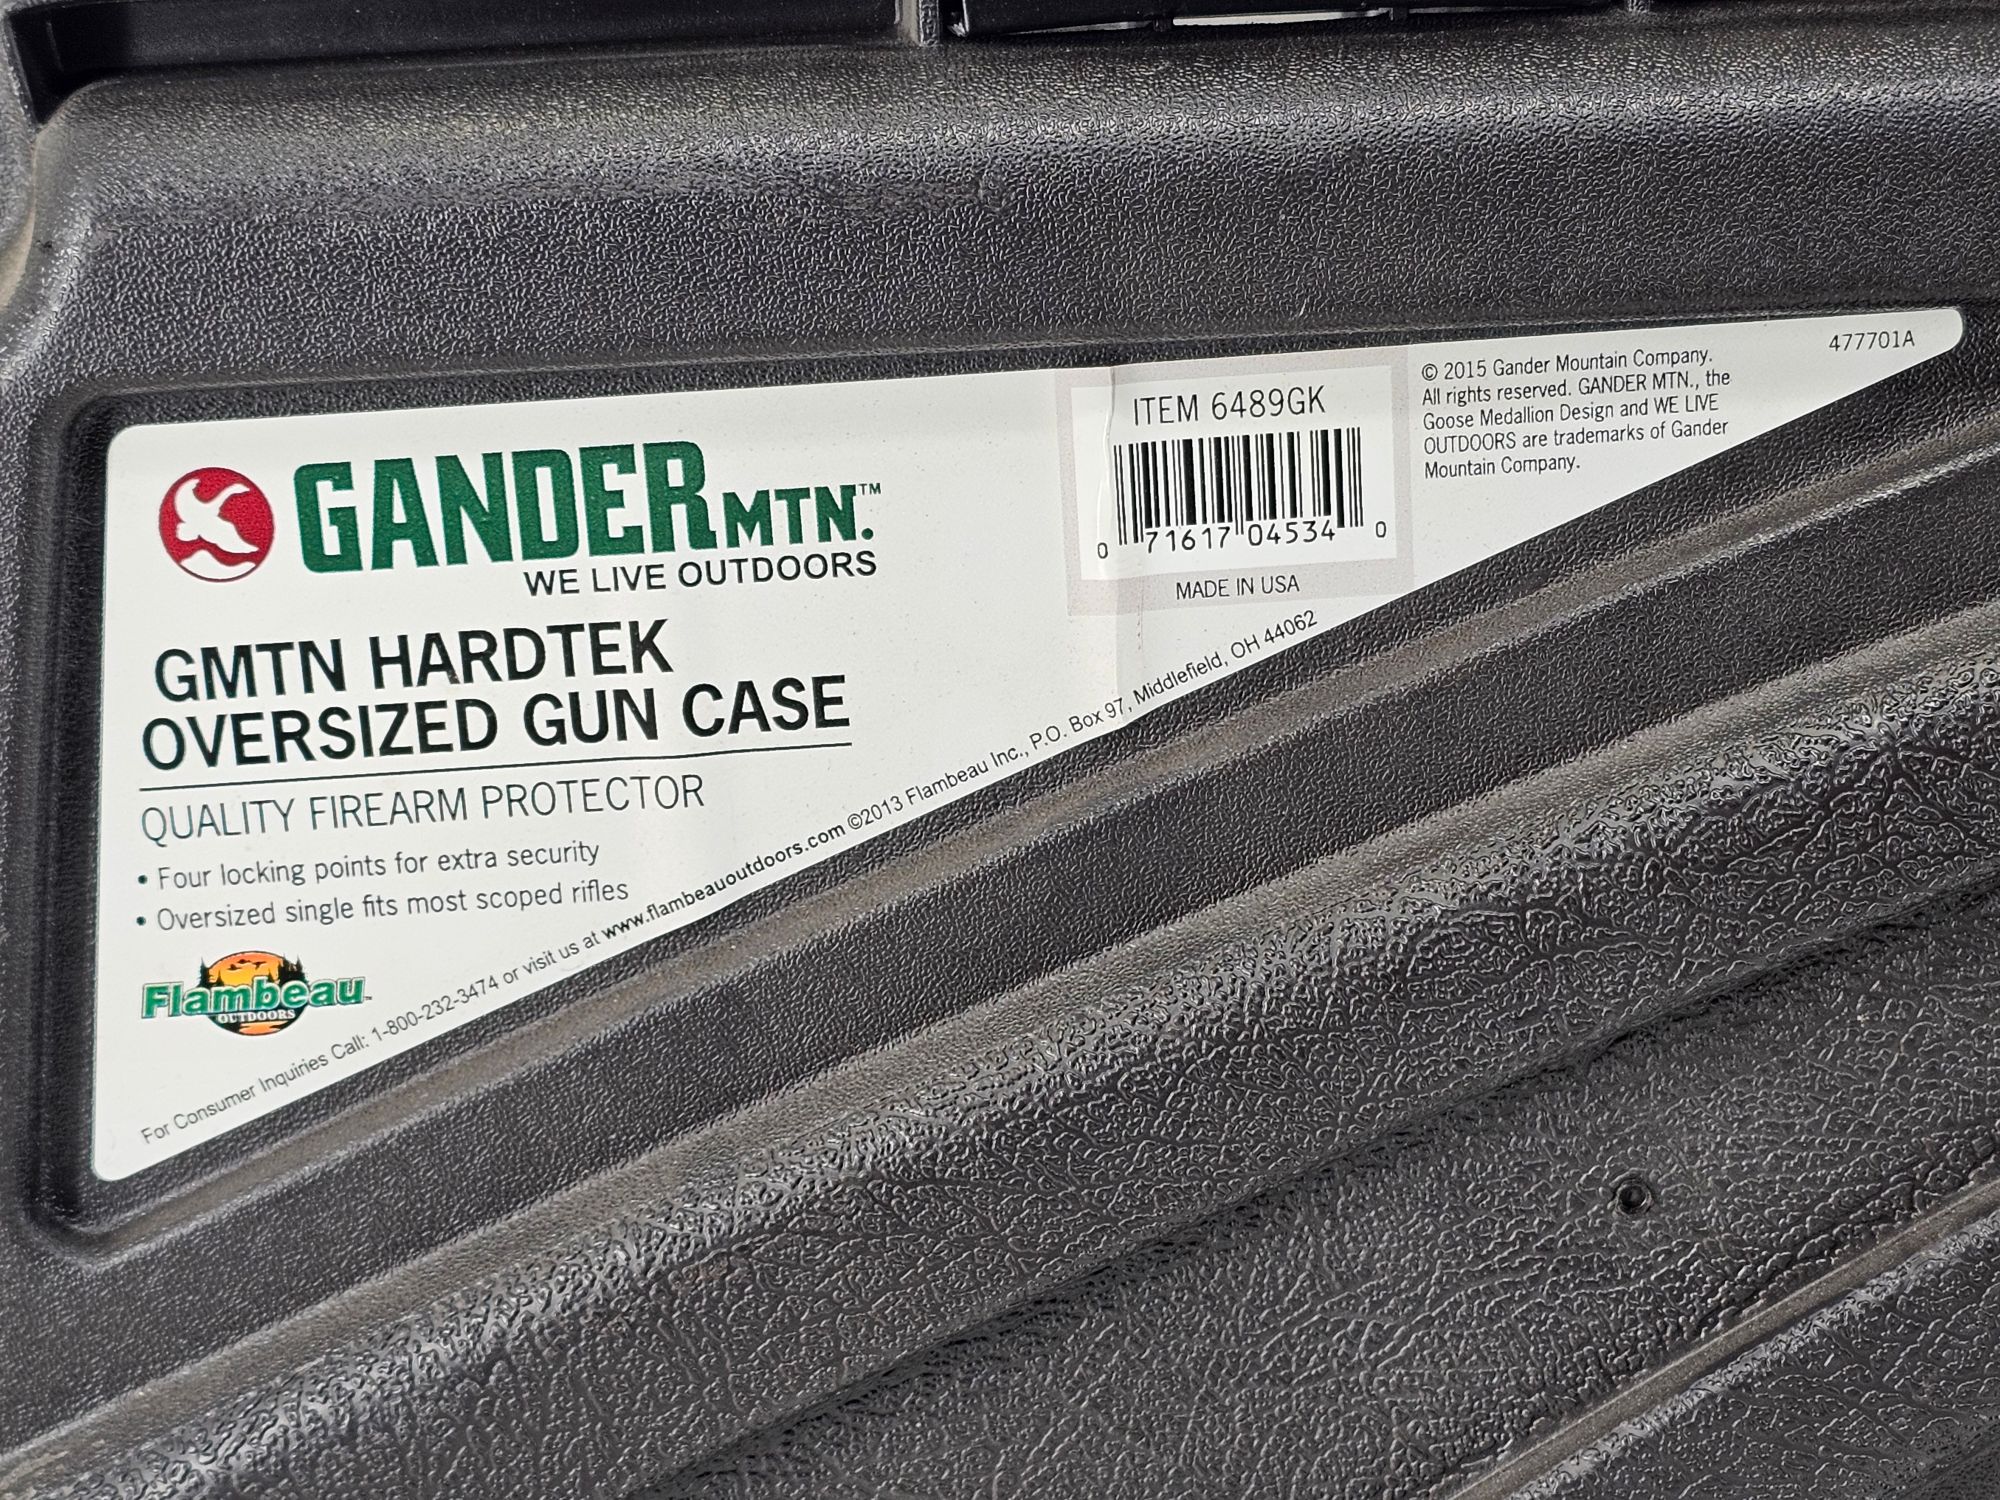 GANDER MTN.™
WE LIVE OUTDOORS
GMTN HARDTEK
OVERSIZED GUN CASE
QUALITY FIREARM PROTECTOR
• Four locking points for extra security
• Oversized single fits most scoped rifles
Flambeau™
OUTDOORS
For Consumer Inquiries Call: 1-800-232-3474 or visit us at www.flambeauoutdoors.com ©2013 Flambeau Inc., P.O. Box 97, Middlefield, OH 44062
ITEM 6489GK
0 71617 04534 0
MADE IN USA
© 2015 Gander Mountain Company.
All rights reserved. GANDER MTN., the
Goose Medallion Design and WE LIVE
OUTDOORS are trademarks of Gander
Mountain Company.
477701A